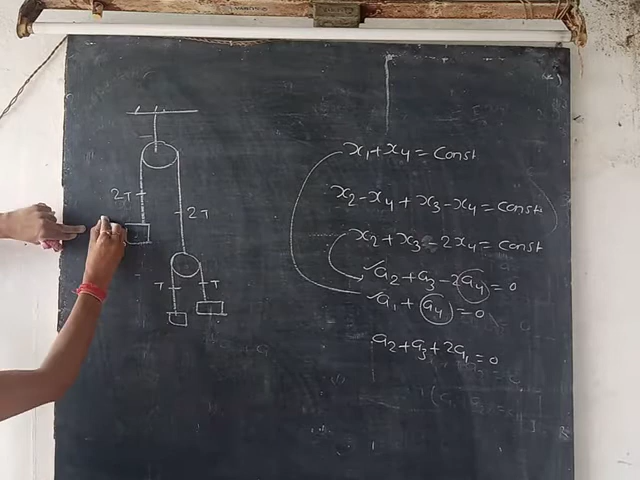 x₁+x₄ = Const
x₂-x₄ + x₃-x₄ = Const
x₂ + x₃ - 2x₄ = Const
✓a₂ + a₃ - 2a₄ = 0
✓a₁ + a₄ = 0
a₂ + a₃ + 2a₁ = 0
2T
2T
T
T